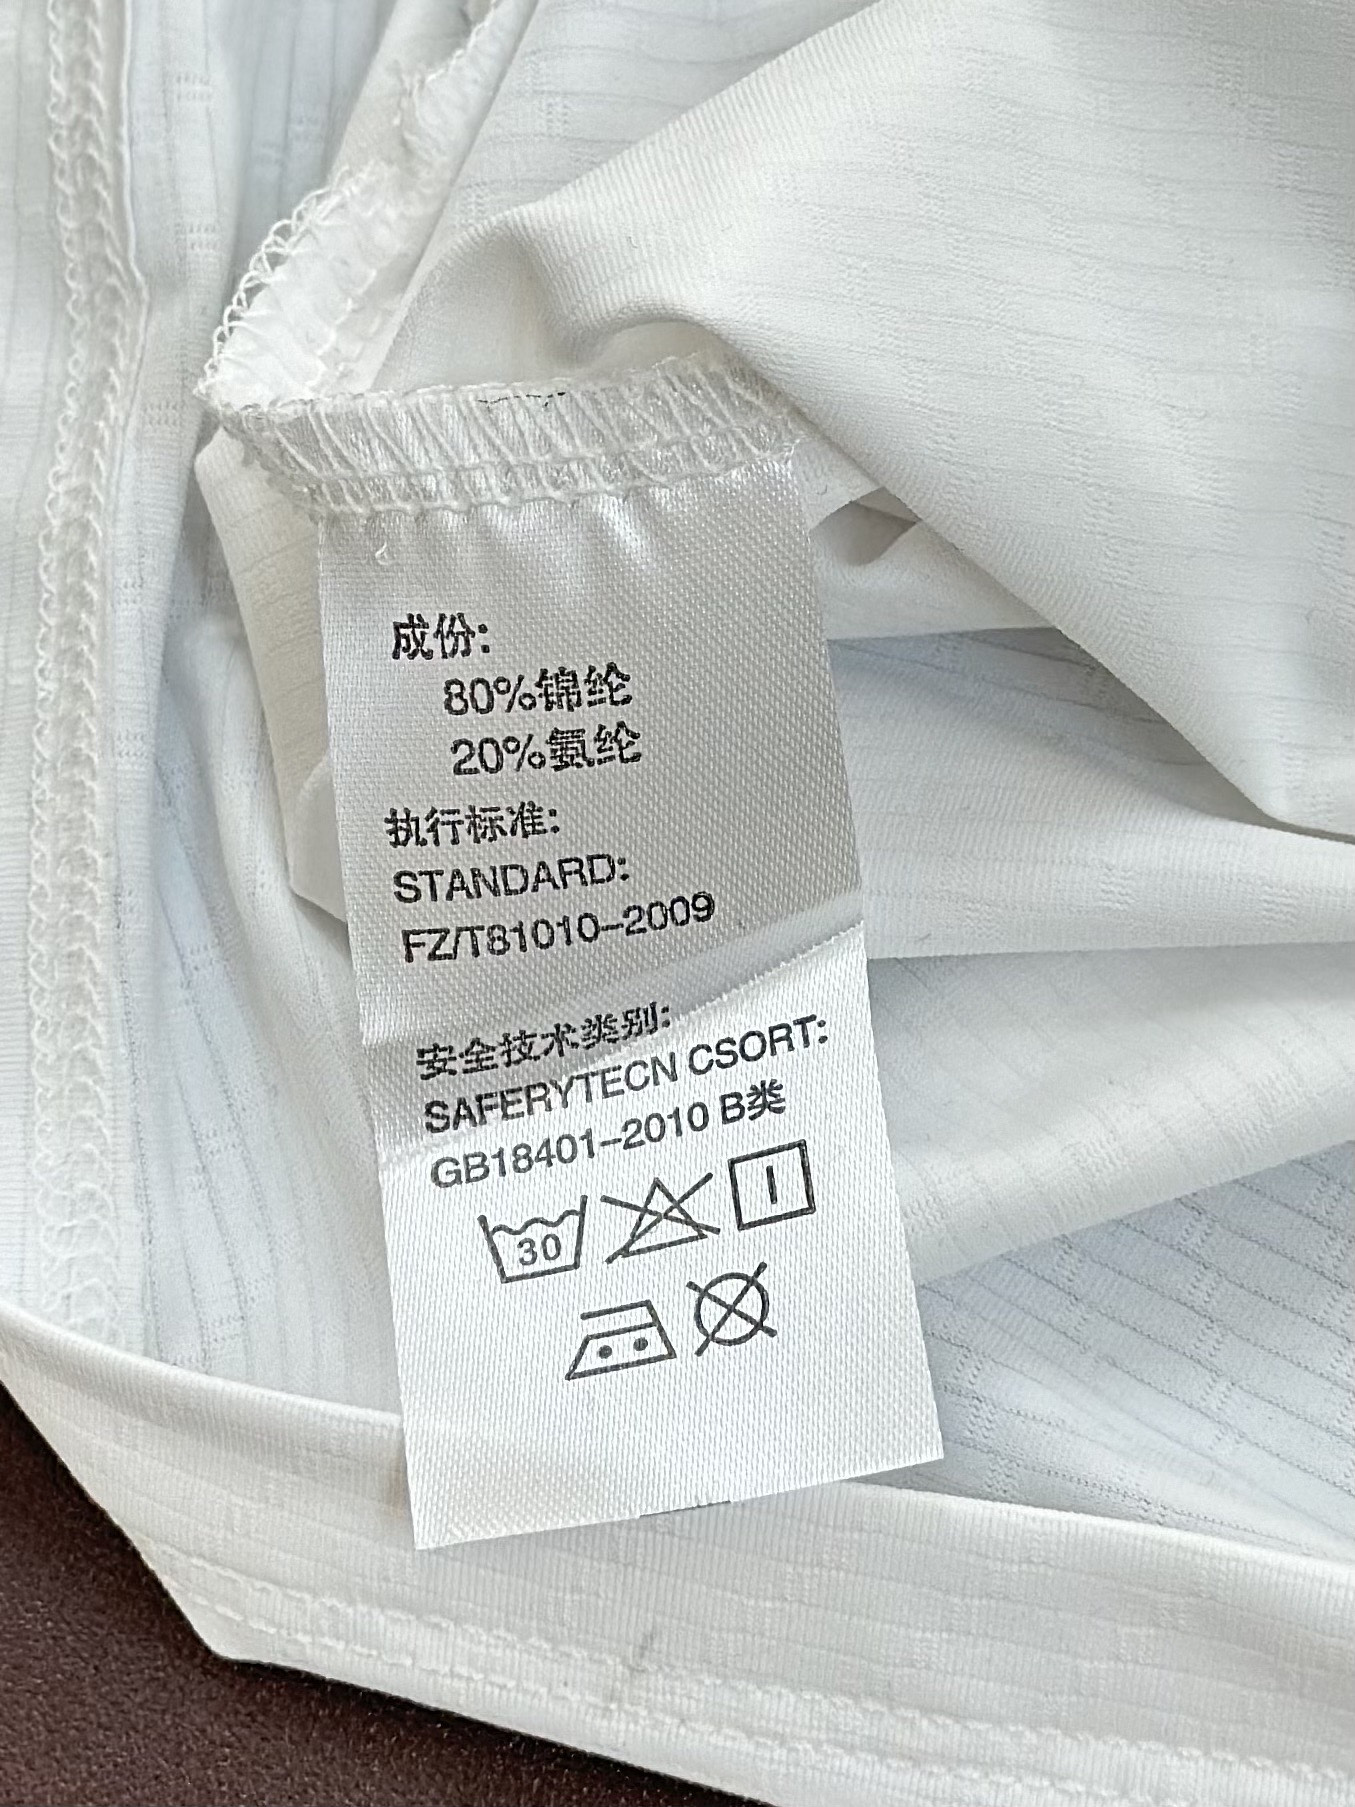 成份:
80%锦纶
20%氨纶
执行标准:
STANDARD:
FZ/T81010-2009
安全技术类别:
SAFERYTECN CSORT:
GB18401-2010 B类
30